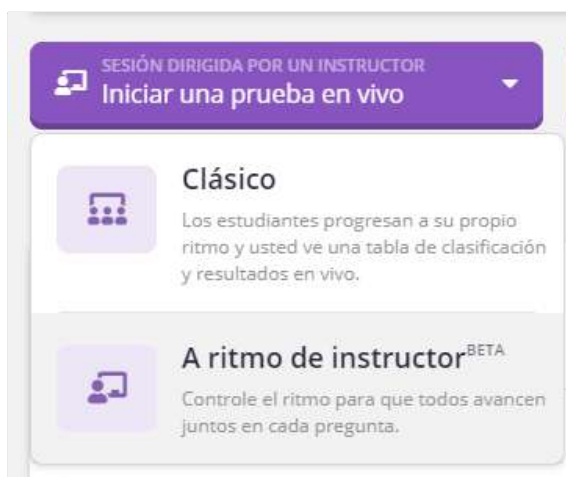 SESIÓN DIRIGIDA POR UN INSTRUCTOR
Iniciar una prueba en vivo
Clásico
Los estudiantes progresan a su propio
ritmo y usted ve una tabla de clasificación
y resultados en vivo.
A ritmo de instructor BETA
Controle el ritmo para que todos avancen
juntos en cada pregunta.